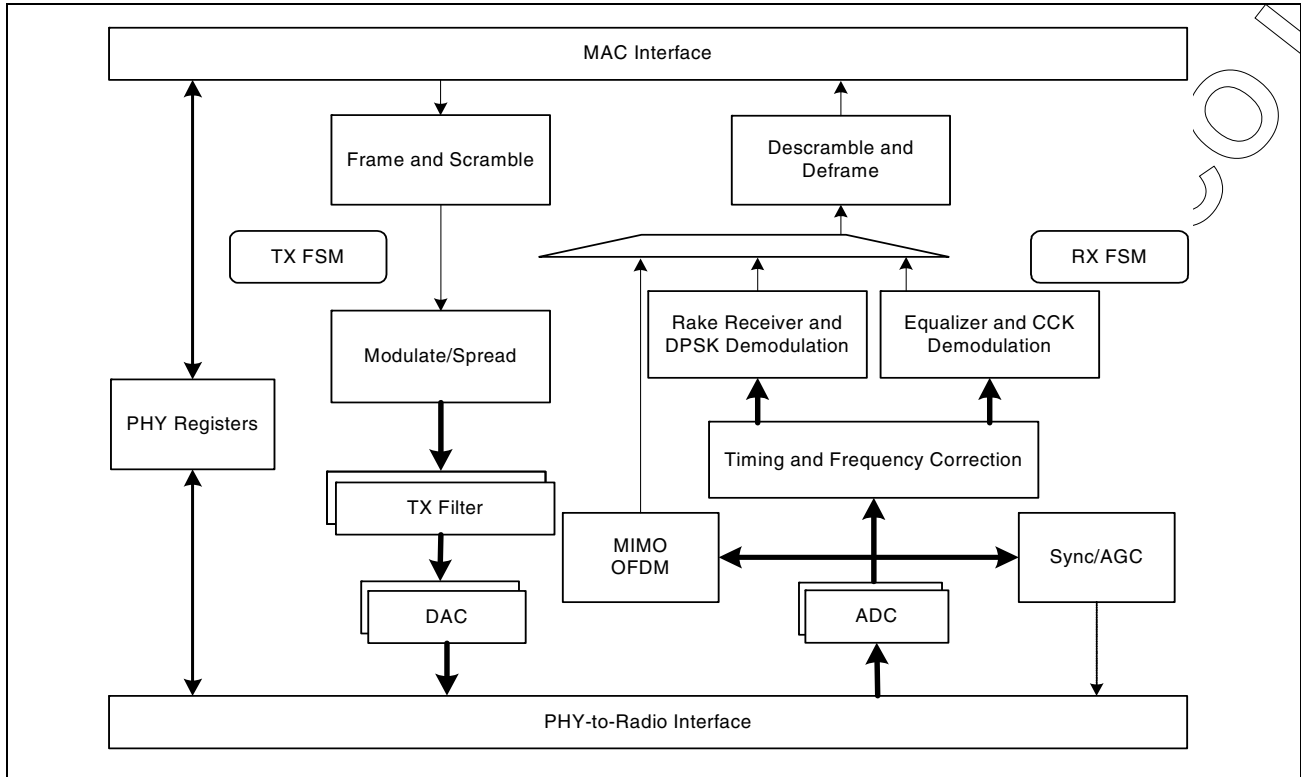 MAC Interface
Frame and Scramble
Descramble and
Deframe
TX FSM
RX FSM
Rake Receiver and
DPSK Demodulation
Equalizer and CCK
Demodulation
Modulate/Spread
PHY Registers
Timing and Frequency Correction
TX Filter
MIMO
OFDM
Sync/AGC
DAC
ADC
PHY-to-Radio Interface